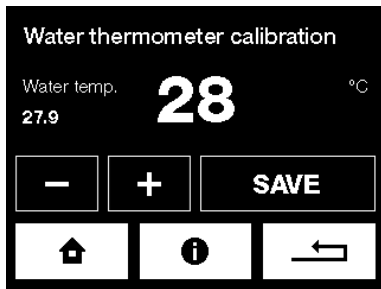 Water thermometer calibration
Water temp.
27.9
28
°C
− + SAVE
i